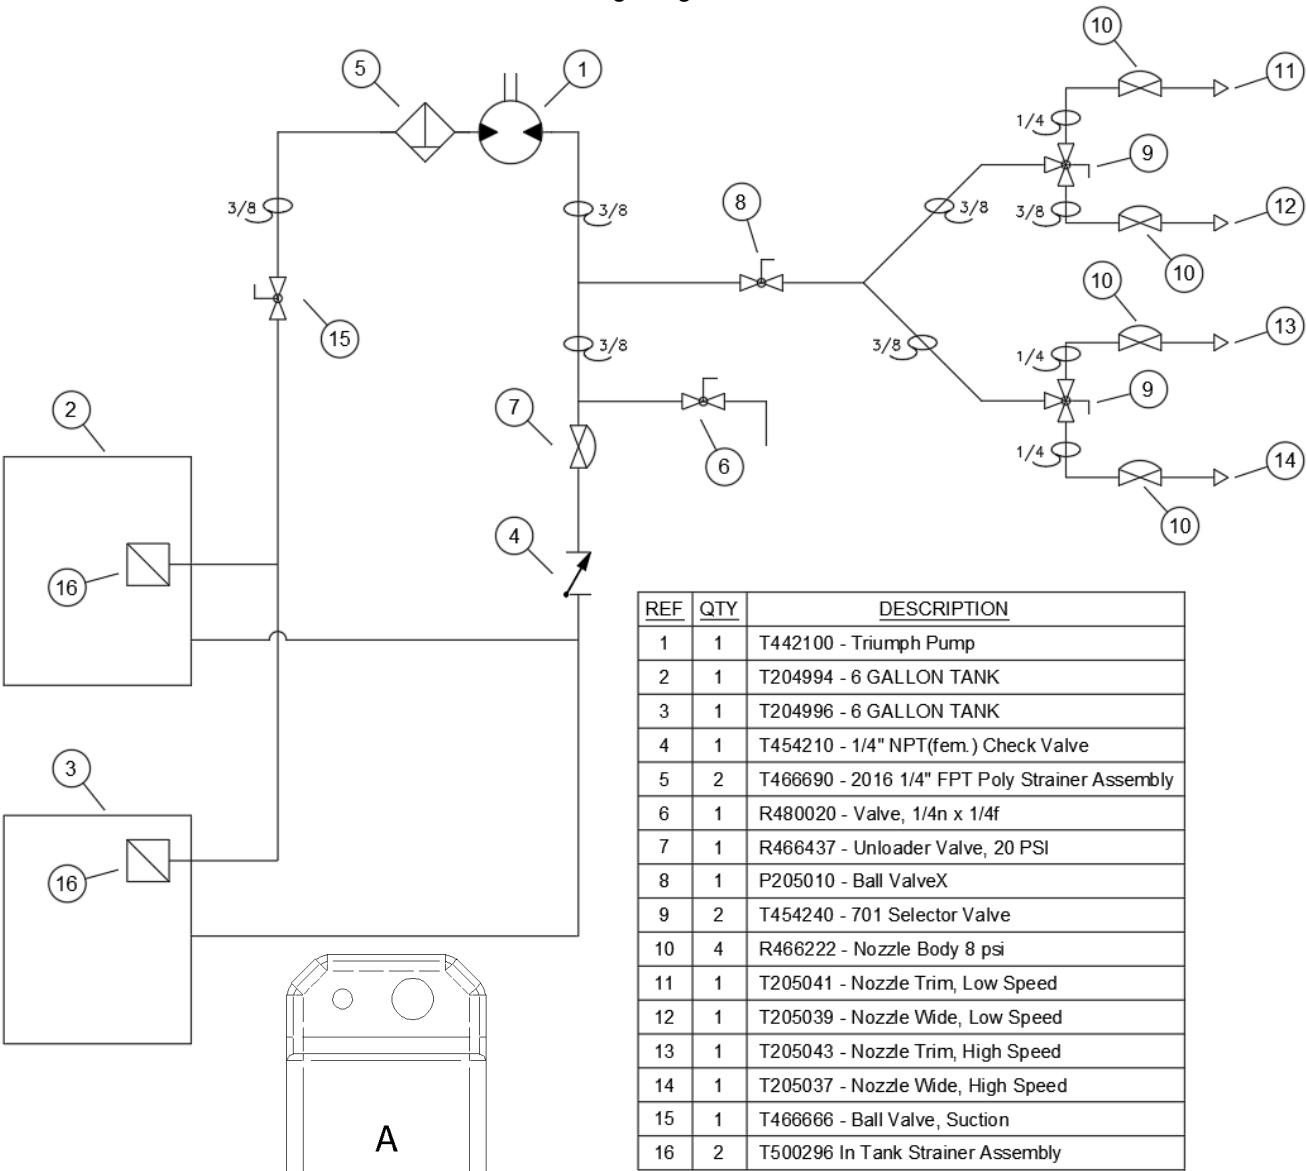 10
5
1
11
1/4
9
3/8
3/8
8
3/8
3/8
12
10
10
15
3/8
3/8
13
1/4
2
7
9
6
1/4
14
10
4
16
REF QTY DESCRIPTION
1 1 T442100 - Triumph Pump
2 1 T204994 - 6 GALLON TANK
3 1 T204996 - 6 GALLON TANK
4 1 T454210 - 1/4" NPT(fem.) Check Valve
5 2 T466690 - 2016 1/4" FPT Poly Strainer Assembly
6 1 R480020 - Valve, 1/4n x 1/4f
7 1 R466437 - Unloader Valve, 20 PSI
8 1 P205010 - Ball ValveX
9 2 T454240 - 701 Selector Valve
10 4 R466222 - Nozzle Body 8 psi
11 1 T205041 - Nozzle Trim, Low Speed
12 1 T205039 - Nozzle Wide, Low Speed
13 1 T205043 - Nozzle Trim, High Speed
14 1 T205037 - Nozzle Wide, High Speed
15 1 T466666 - Ball Valve, Suction
16 2 T500296 In Tank Strainer Assembly
3
16
A